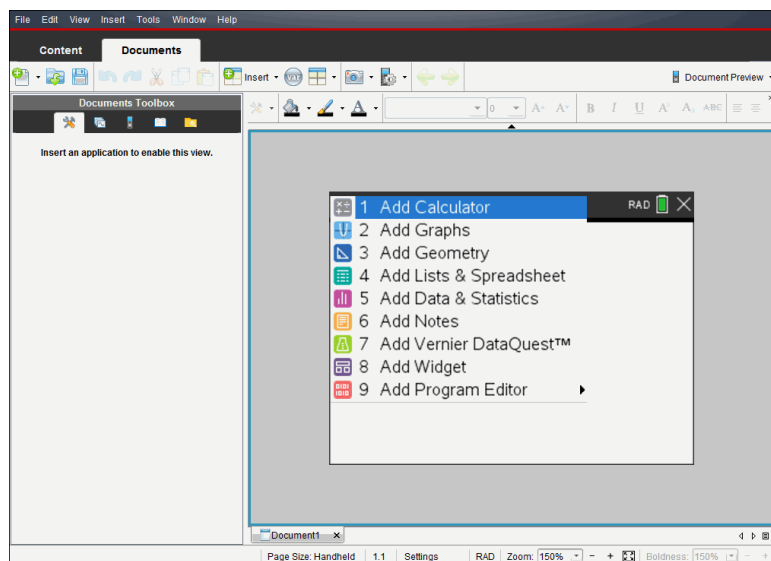 File Edit View Insert Tools Window Help
Content Documents
Insert Document Preview
Documents Toolbox
0 A A B I U A A ABC
Insert an application to enable this view.
1 Add Calculator RAD
2 Add Graphs
3 Add Geometry
4 Add Lists & Spreadsheet
5 Add Data & Statistics
6 Add Notes
7 Add Vernier DataQuest™
8 Add Widget
9 Add Program Editor
Document1
Page Size: Handheld 1.1 Settings RAD Zoom: 150% Boldness: 150%